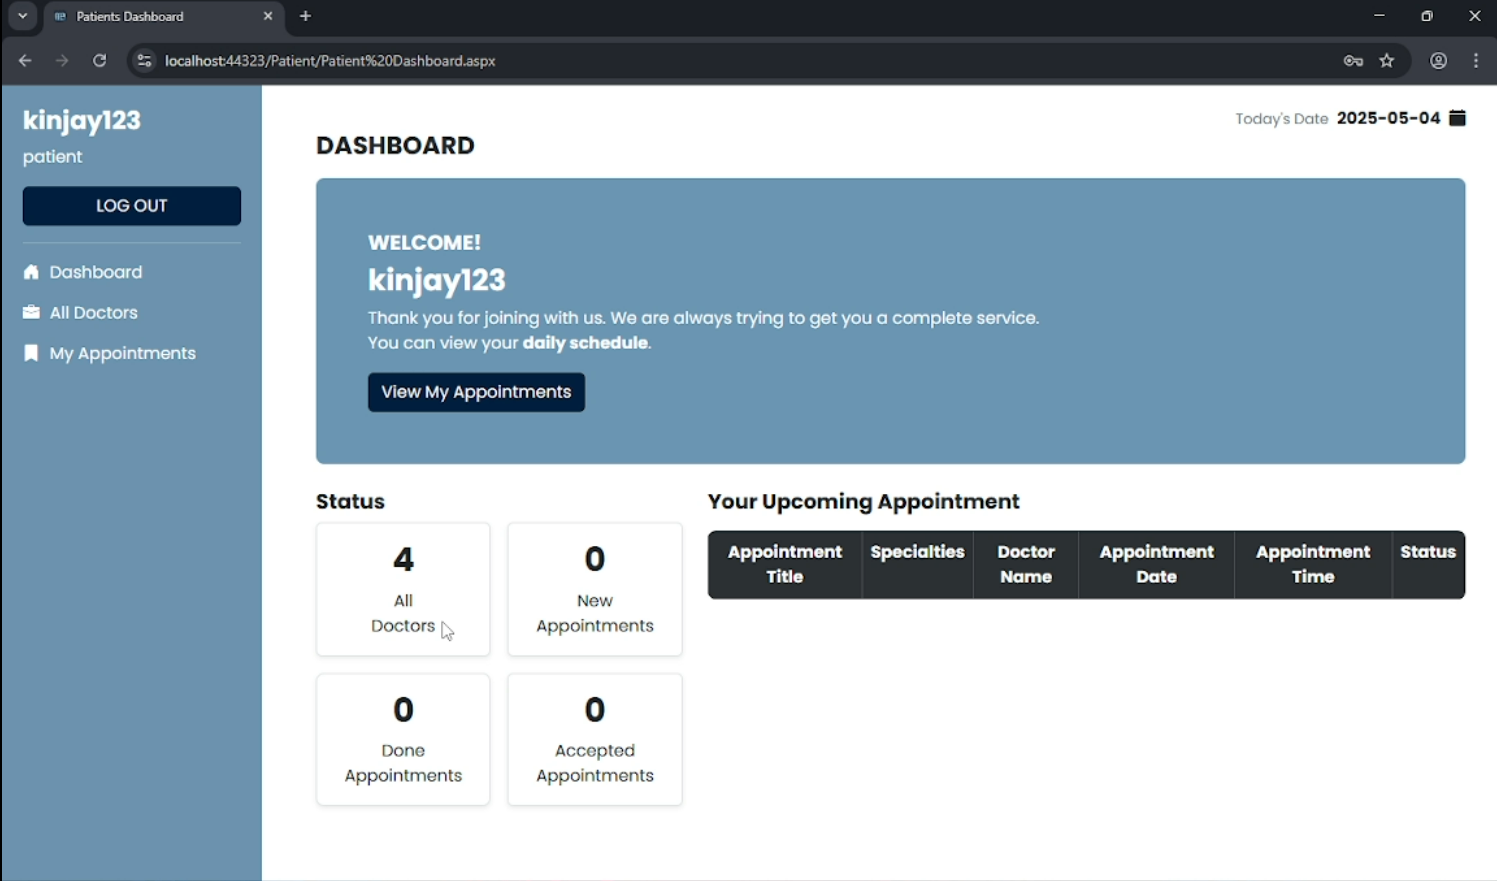 Patients Dashboard
localhost:44323/Patient/Patient%20Dashboard.aspx
kinjay123
patient
LOG OUT
Dashboard
All Doctors
My Appointments
Today's Date 2025-05-04
DASHBOARD
WELCOME!
kinjay123
Thank you for joining with us. We are always trying to get you a complete service.
You can view your daily schedule.
View My Appointments
Status
4
All
Doctors
0
New
Appointments
0
Done
Appointments
0
Accepted
Appointments
Your Upcoming Appointment
Appointment Specialties Doctor Appointment Appointment Status
Title Name Date Time